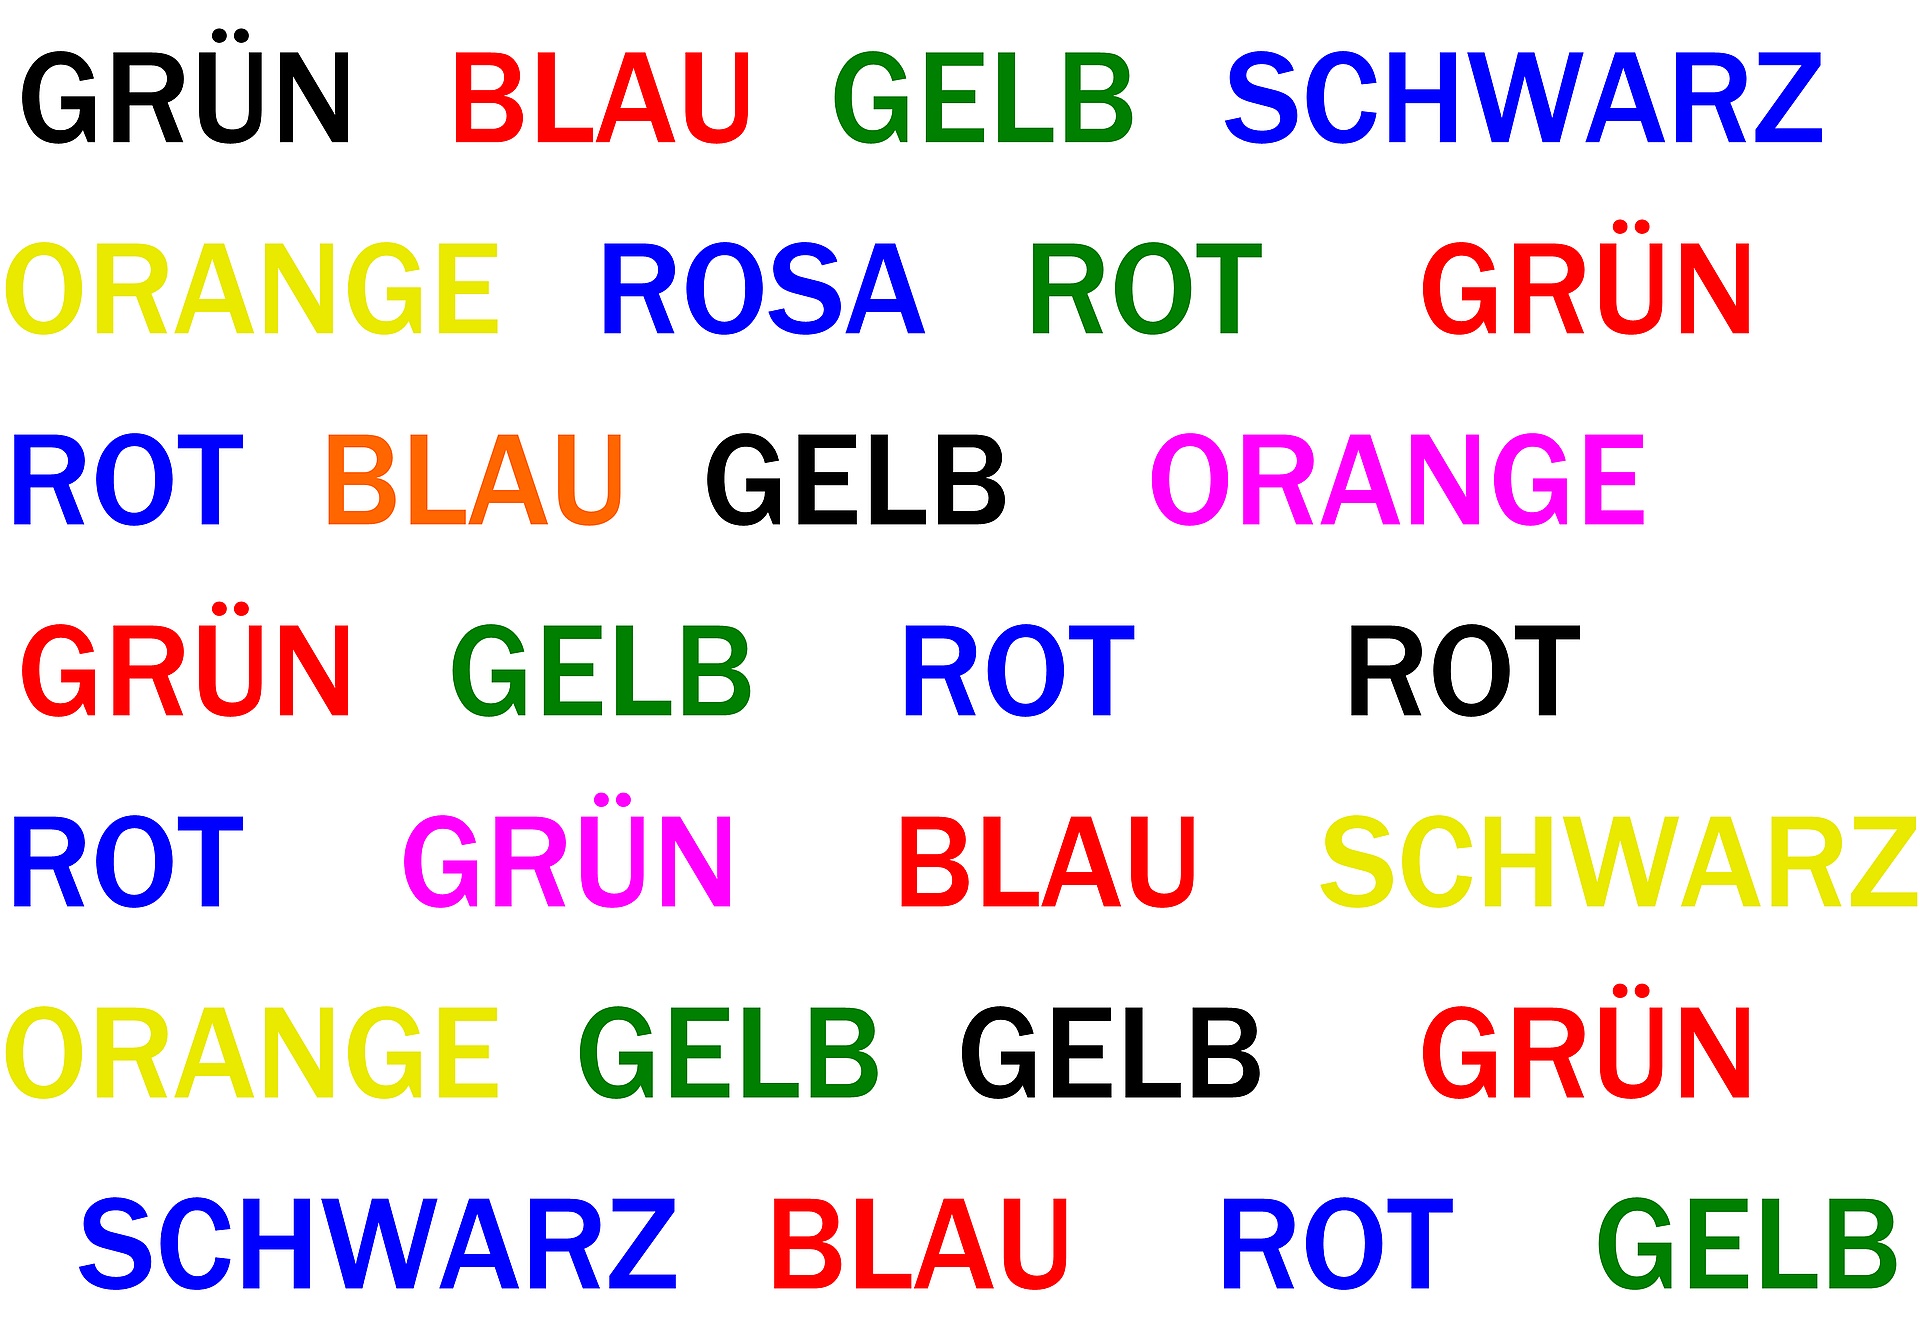 GRÜN BLAU GELB SCHWARZ
ORANGE ROSA ROT GRÜN
ROT BLAU GELB ORANGE
GRÜN GELB ROT ROT
ROT GRÜN BLAU SCHWARZ
ORANGE GELB GELB GRÜN
SCHWARZ BLAU ROT GELB